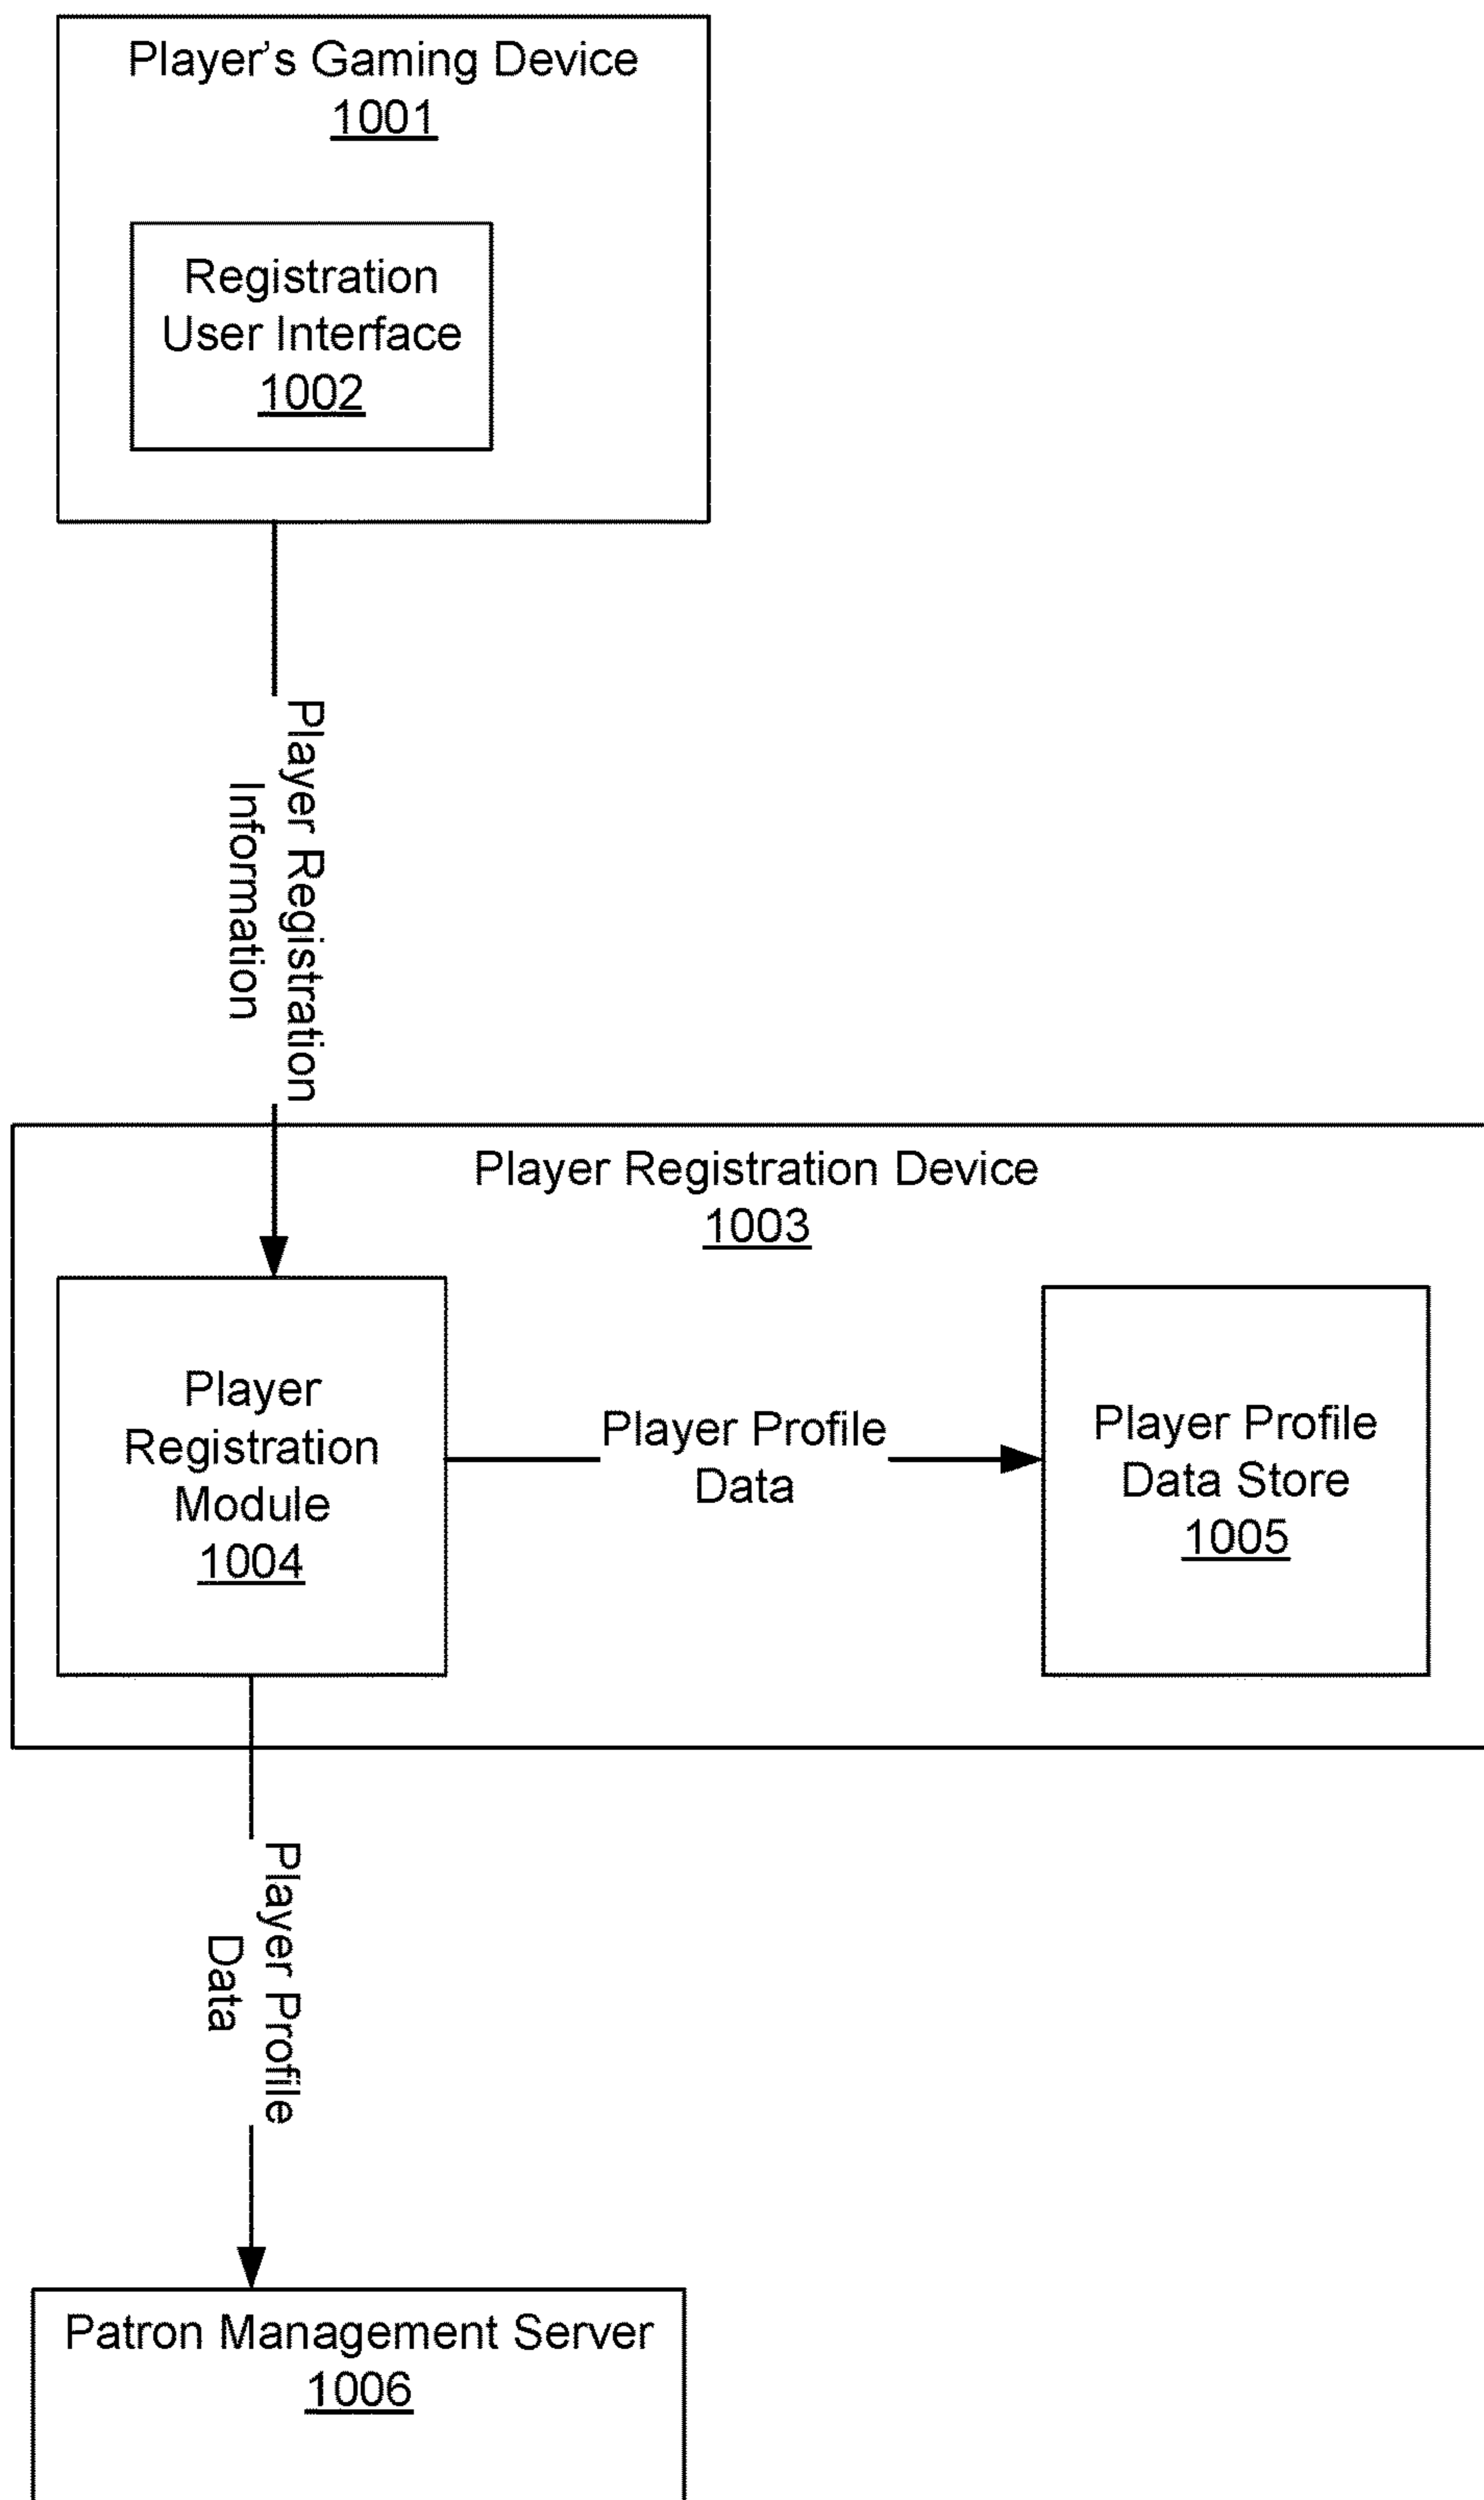 Player's Gaming Device
1001
Registration
User Interface
1002
Player Registration
Information
Player Registration Device
1003
Player
Registration
Module
1004
Player Profile
Data
Player Profile
Data Store
1005
Player Profile
Data
Patron Management Server
1006